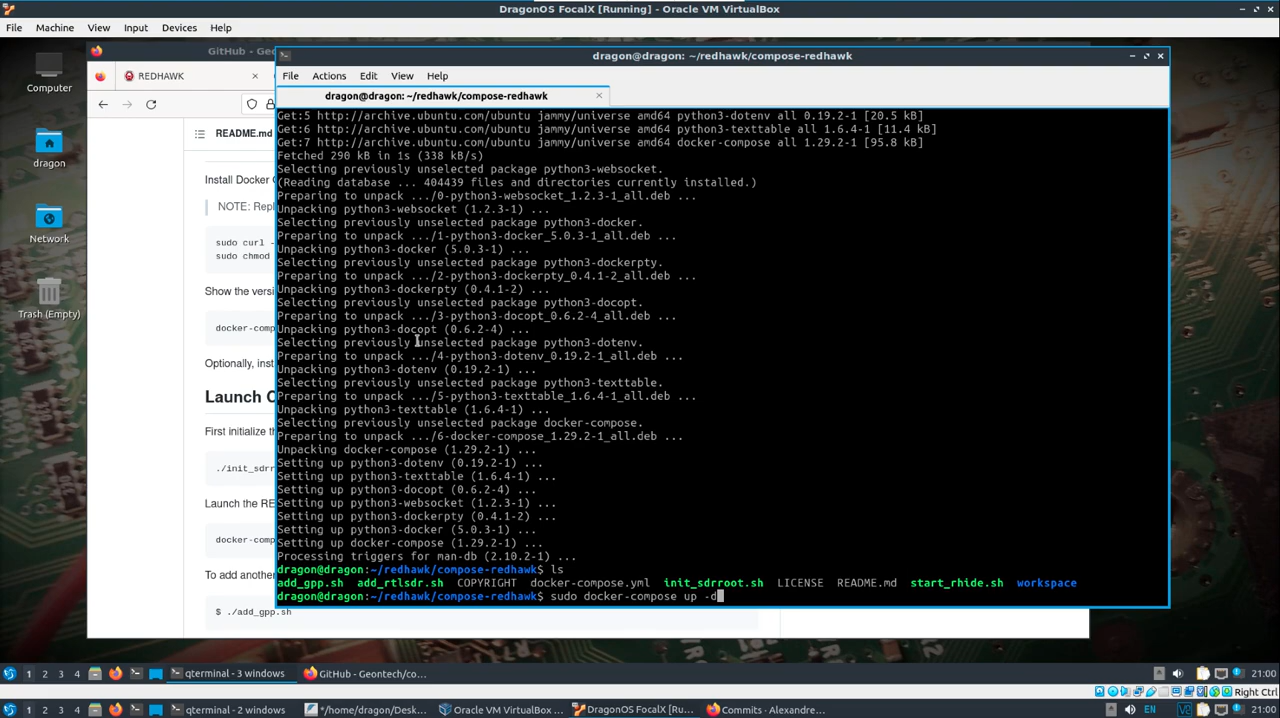 DragonOS FocalX [Running] - Oracle VM VirtualBox
File Machine View Input Devices Help
Computer
dragon
Network
Trash (Empty)
GitHub - Geont
REDHAWK
README.md
Install Docker C
NOTE: Repl
sudo curl -
sudo chmod
Show the versi
docker-comp
Optionally, inst
Launch C
First initialize th
./init_sdrr
Launch the RE
docker-comp
To add another
$ ./add_gpp.sh
dragon@dragon: ~/redhawk/compose-redhawk
File Actions Edit View Help
dragon@dragon: ~/redhawk/compose-redhawk
Get:5 http://archive.ubuntu.com/ubuntu jammy/universe amd64 python3-dotenv all 0.19.2-1 [20.5 kB]
Get:6 http://archive.ubuntu.com/ubuntu jammy/universe amd64 python3-texttable all 1.6.4-1 [11.4 kB]
Get:7 http://archive.ubuntu.com/ubuntu jammy/universe amd64 docker-compose all 1.29.2-1 [95.8 kB]
Fetched 290 kB in 1s (338 kB/s)
Selecting previously unselected package python3-websocket.
(Reading database ... 404439 files and directories currently installed.)
Preparing to unpack .../0-python3-websocket_1.2.3-1_all.deb ...
Unpacking python3-websocket (1.2.3-1) ...
Selecting previously unselected package python3-docker.
Preparing to unpack .../1-python3-docker_5.0.3-1_all.deb ...
Unpacking python3-docker (5.0.3-1) ...
Selecting previously unselected package python3-dockerpty.
Preparing to unpack .../2-python3-dockerpty_0.4.1-2_all.deb ...
Unpacking python3-dockerpty (0.4.1-2) ...
Selecting previously unselected package python3-docopt.
Preparing to unpack .../3-python3-docopt_0.6.2-4_all.deb ...
Unpacking python3-docopt (0.6.2-4) ...
Selecting previously unselected package python3-dotenv.
Preparing to unpack .../4-python3-dotenv_0.19.2-1_all.deb ...
Unpacking python3-dotenv (0.19.2-1) ...
Selecting previously unselected package python3-texttable.
Preparing to unpack .../5-python3-texttable_1.6.4-1_all.deb ...
Unpacking python3-texttable (1.6.4-1) ...
Selecting previously unselected package docker-compose.
Preparing to unpack .../6-docker-compose_1.29.2-1_all.deb ...
Unpacking docker-compose (1.29.2-1) ...
Setting up python3-dotenv (0.19.2-1) ...
Setting up python3-texttable (1.6.4-1) ...
Setting up python3-docopt (0.6.2-4) ...
Setting up python3-websocket (1.2.3-1) ...
Setting up python3-dockerpty (0.4.1-2) ...
Setting up python3-docker (5.0.3-1) ...
Setting up docker-compose (1.29.2-1) ...
Processing triggers for man-db (2.10.2-1) ...
dragon@dragon:~/redhawk/compose-redhawk$ ls
add_gpp.sh add_rtlsdr.sh COPYRIGHT docker-compose.yml init_sdrroot.sh LICENSE README.md start_rhide.sh workspace
dragon@dragon:~/redhawk/compose-redhawk$ sudo docker-compose up -d
1 2 3 4 qterminal - 3 windows GitHub - Geontech/co... 21:00
Right Ctrl
1 2 3 4 qterminal - 2 windows */home/dragon/Desk... Oracle VM VirtualBox ... DragonOS FocalX [Ru... Commits · Alexandre... EN 21:00